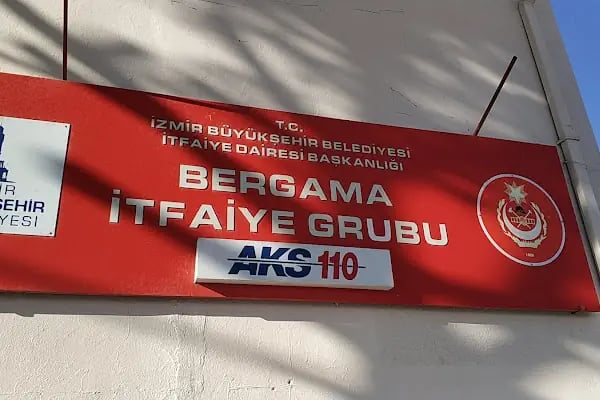 T.C.
İZMİR BÜYÜKŞEHİR BELEDİYESİ
İTFAİYE DAİRESİ BAŞKANLIĞI
BERGAMA
İTFAİYE GRUBU
AKS 110